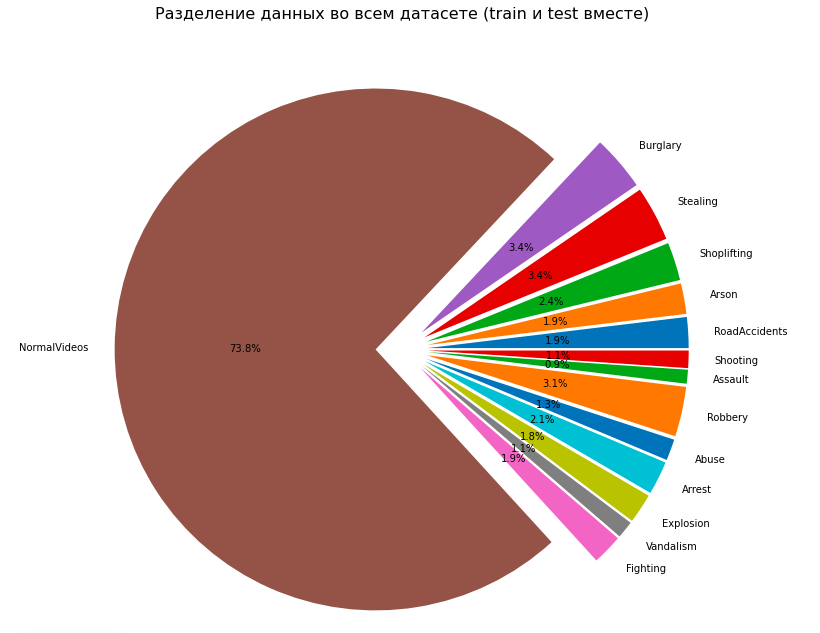 Разделение данных во всем датасете (train и test вместе)
Burglary
3.4%
Stealing
3.4%
Shoplifting
2.4%
Arson
1.9%
RoadAccidents
1.9%
NormalVideos
73.8%
Shooting
1.1%
Assault
0.9%
Robbery
3.1%
Abuse
1.3%
Arrest
2.1%
Explosion
1.8%
Vandalism
1.1%
Fighting
1.9%